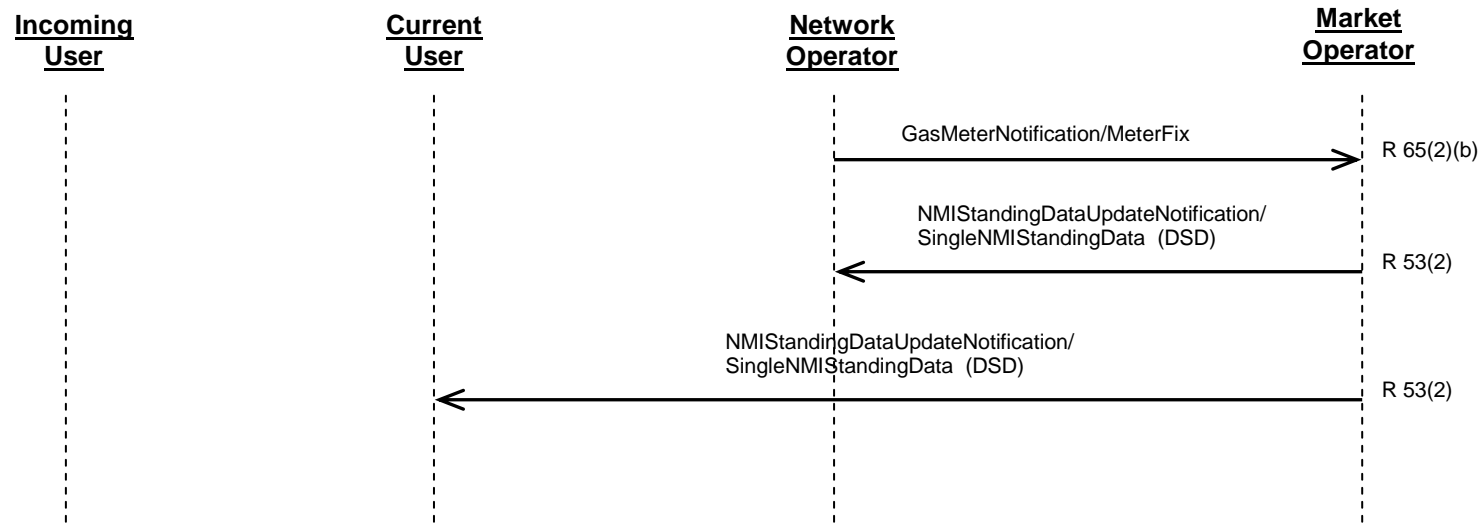 Incoming
User
Current
User
Network
Operator
Market
Operator
GasMeterNotification/MeterFix
R 65(2)(b)
NMIStandingDataUpdateNotification/
SingleNMIStandingData (DSD)
R 53(2)
NMIStandingDataUpdateNotification/
SingleNMIStandingData (DSD)
R 53(2)